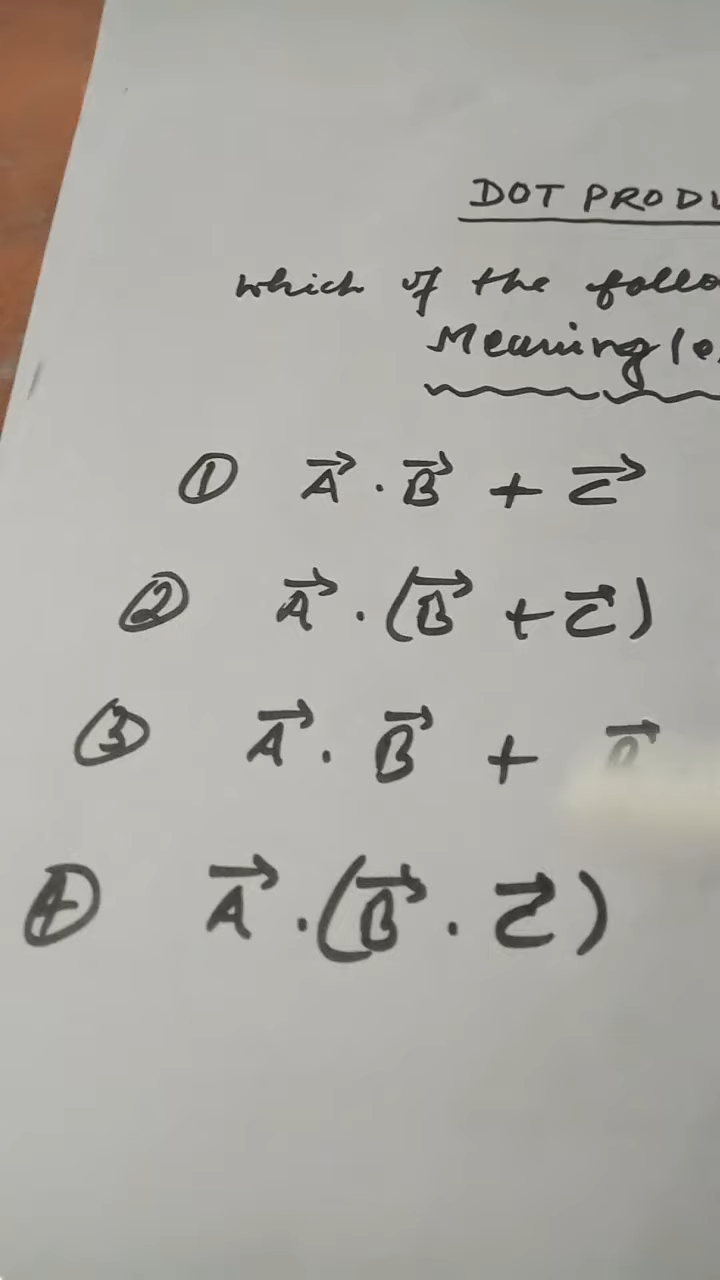 DOT PRODU
which of the follo
Meaningle
① A⃗ . B⃗ + C⃗
② A⃗ . (B⃗ + C⃗)
③ A⃗ . B⃗ +
④ A⃗ . (B⃗ . C⃗)